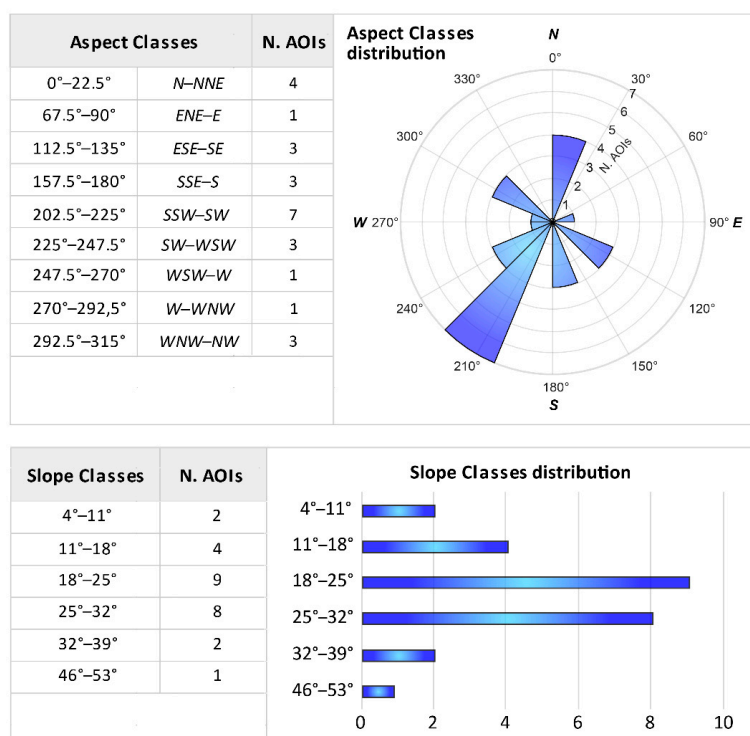 Aspect Classes N. AOIs
0°–22.5° N–NNE 4
67.5°–90° ENE–E 1
112.5°–135° ESE–SE 3
157.5°–180° SSE–S 3
202.5°–225° SSW–SW 7
225°–247.5° SW–WSW 3
247.5°–270° WSW–W 1
270°–292,5° W–WNW 1
292.5°–315° WNW–NW 3
Aspect Classes
distribution
N
0°
330° 30°
7
6
300° 5 60°
4
3 N. AOIs
2
1
W 270° 90° E
240° 120°
210° 150°
180°
S
Slope Classes N. AOIs
4°–11° 2
11°–18° 4
18°–25° 9
25°–32° 8
32°–39° 2
46°–53° 1
Slope Classes distribution
4°–11°
11°–18°
18°–25°
25°–32°
32°–39°
46°–53°
0 2 4 6 8 10